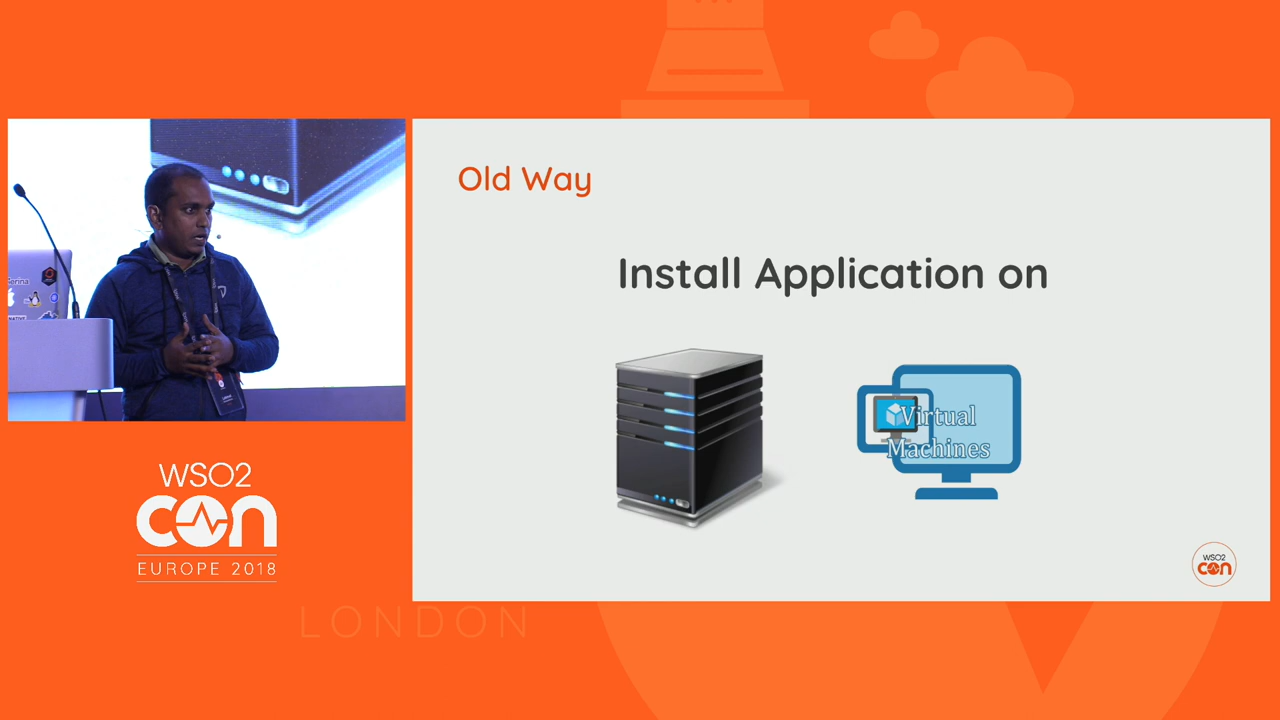 Old Way
Install Application on
Virtual
Machines
WSO2
con
EUROPE 2018
LONDON
WSO2
con